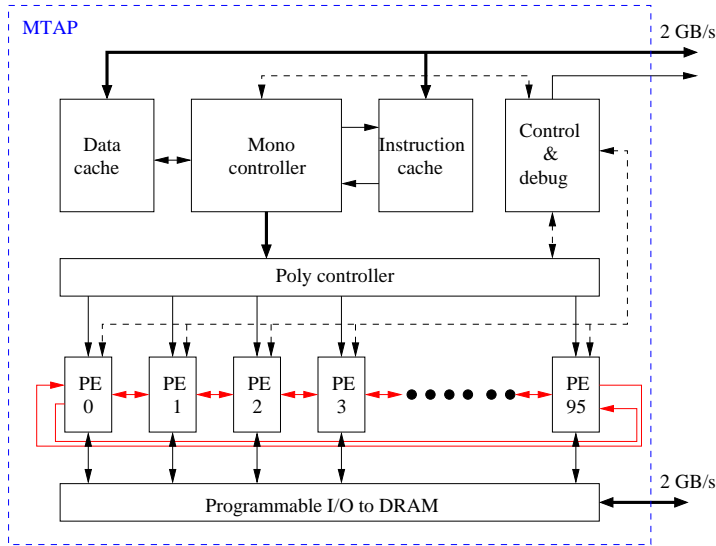 MTAP
2 GB/s
Data
cache
Mono
controller
Instruction
cache
Control
&
debug
Poly controller
PE
0
PE
1
PE
2
PE
3
PE
95
Programmable I/O to DRAM
2 GB/s